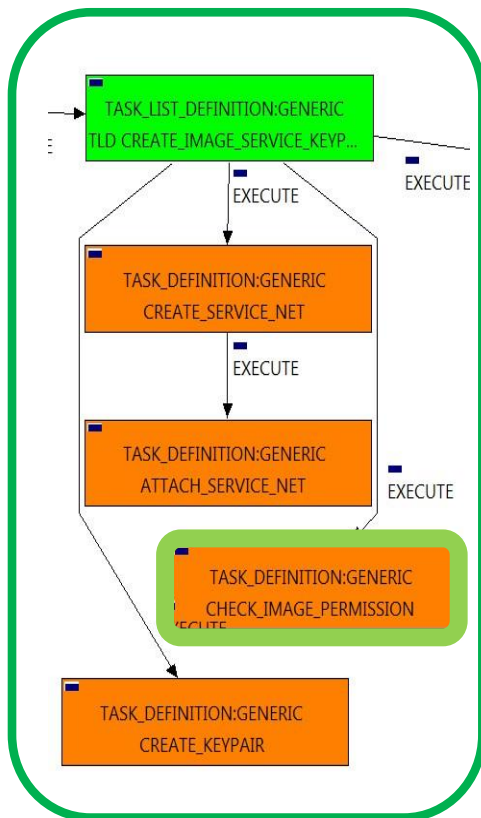 TASK_LIST_DEFINITION:GENERIC
TLD CREATE_IMAGE_SERVICE_KEYP...
EXECUTE
EXECUTE
TASK_DEFINITION:GENERIC
CREATE_SERVICE_NET
EXECUTE
TASK_DEFINITION:GENERIC
ATTACH_SERVICE_NET
EXECUTE
TASK_DEFINITION:GENERIC
CHECK_IMAGE_PERMISSION
TASK_DEFINITION:GENERIC
CREATE_KEYPAIR